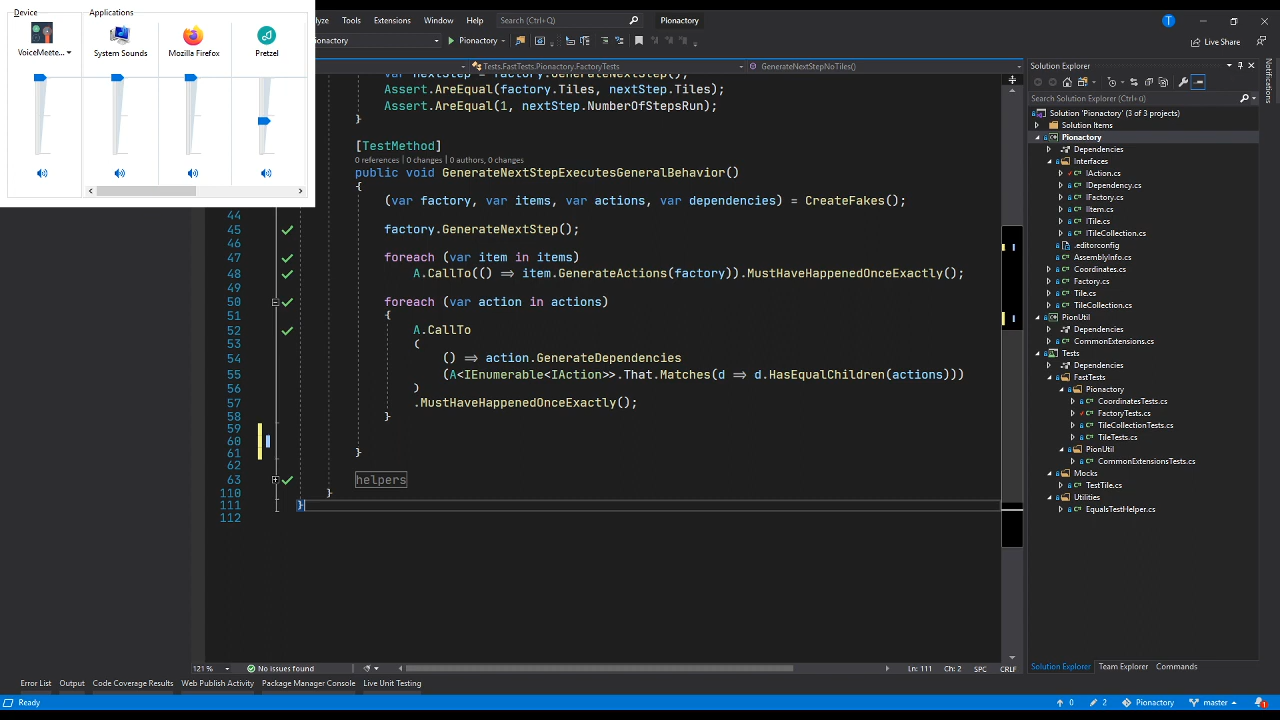 Device
Applications
VoiceMeete...
System Sounds
Mozilla Firefox
Pretzel
Tools
Extensions
Window
Help
Search (Ctrl+Q)
Pionactory
T
Pionactory
Live Share
Tests.FastTests.Pionactory.FactoryTests
GenerateNextStepNoTiles()
Assert.AreEqual(factory.Tiles, nextStep.Tiles);
Assert.AreEqual(1, nextStep.NumberOfStepsRun);
}
[TestMethod]
0 references | 0 changes | 0 authors, 0 changes
public void GenerateNextStepExecutesGeneralBehavior()
{
(var factory, var items, var actions, var dependencies) = CreateFakes();
44
45 factory.GenerateNextStep();
46
47 foreach (var item in items)
48 A.CallTo(() => item.GenerateActions(factory)).MustHaveHappenedOnceExactly();
49
50 foreach (var action in actions)
51 {
52 A.CallTo
53 (
54 () => action.GenerateDependencies
55 (A<IEnumerable<IAction>>.That.Matches(d => d.HasEqualChildren(actions)))
56 )
57 .MustHaveHappenedOnceExactly();
58 }
59
60
61 }
62
63 helpers
110 }
111 }
112
121 %
No issues found
Ln: 111
Ch: 2
SPC
CRLF
Solution Explorer
Search Solution Explorer (Ctrl+ü)
Solution 'Pionactory' (3 of 3 projects)
Solution Items
Pionactory
Dependencies
Interfaces
IAction.cs
IDependency.cs
IFactory.cs
IItem.cs
ITile.cs
ITileCollection.cs
.editorconfig
AssemblyInfo.cs
Coordinates.cs
Factory.cs
Tile.cs
TileCollection.cs
PionUtil
Dependencies
CommonExtensions.cs
Tests
Dependencies
FastTests
Pionactory
CoordinatesTests.cs
FactoryTests.cs
TileCollectionTests.cs
TileTests.cs
PionUtil
CommonExtensionsTests.cs
Mocks
TestTile.cs
Utilities
EqualsTestHelper.cs
Notifications
Solution Explorer
Team Explorer
Commands
Error List
Output
Code Coverage Results
Web Publish Activity
Package Manager Console
Live Unit Testing
Ready
0
2
Pionactory
master
1